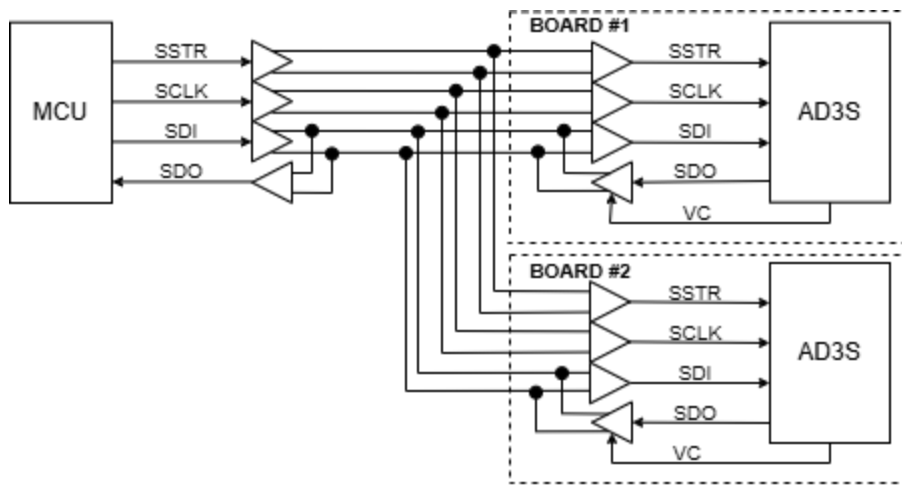 BOARD #1
SSTR
SSTR
SCLK
SCLK
MCU
AD3S
SDI
SDI
SDO
SDO
VC
BOARD #2
SSTR
SCLK
AD3S
SDI
SDO
VC